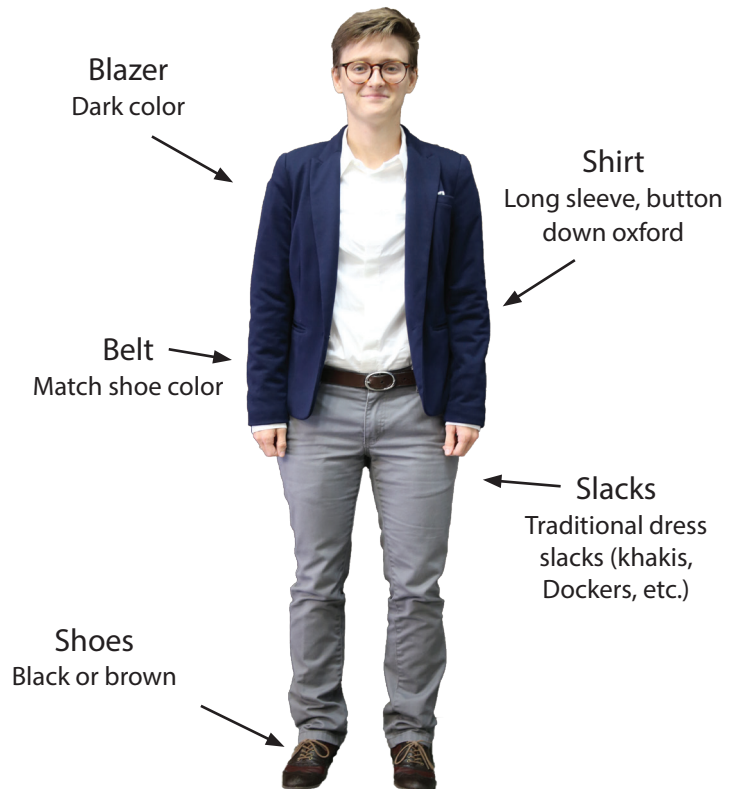 Blazer
Dark color
Shirt
Long sleeve, button
down oxford
Belt
Match shoe color
Slacks
Traditional dress
slacks (khakis,
Dockers, etc.)
Shoes
Black or brown